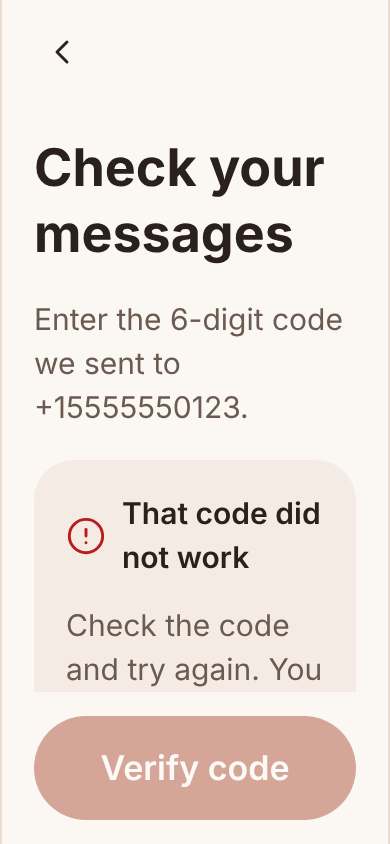 Check your
messages
Enter the 6-digit code
we sent to
+15555550123.
That code did
not work
Check the code
and try again. You
Verify code